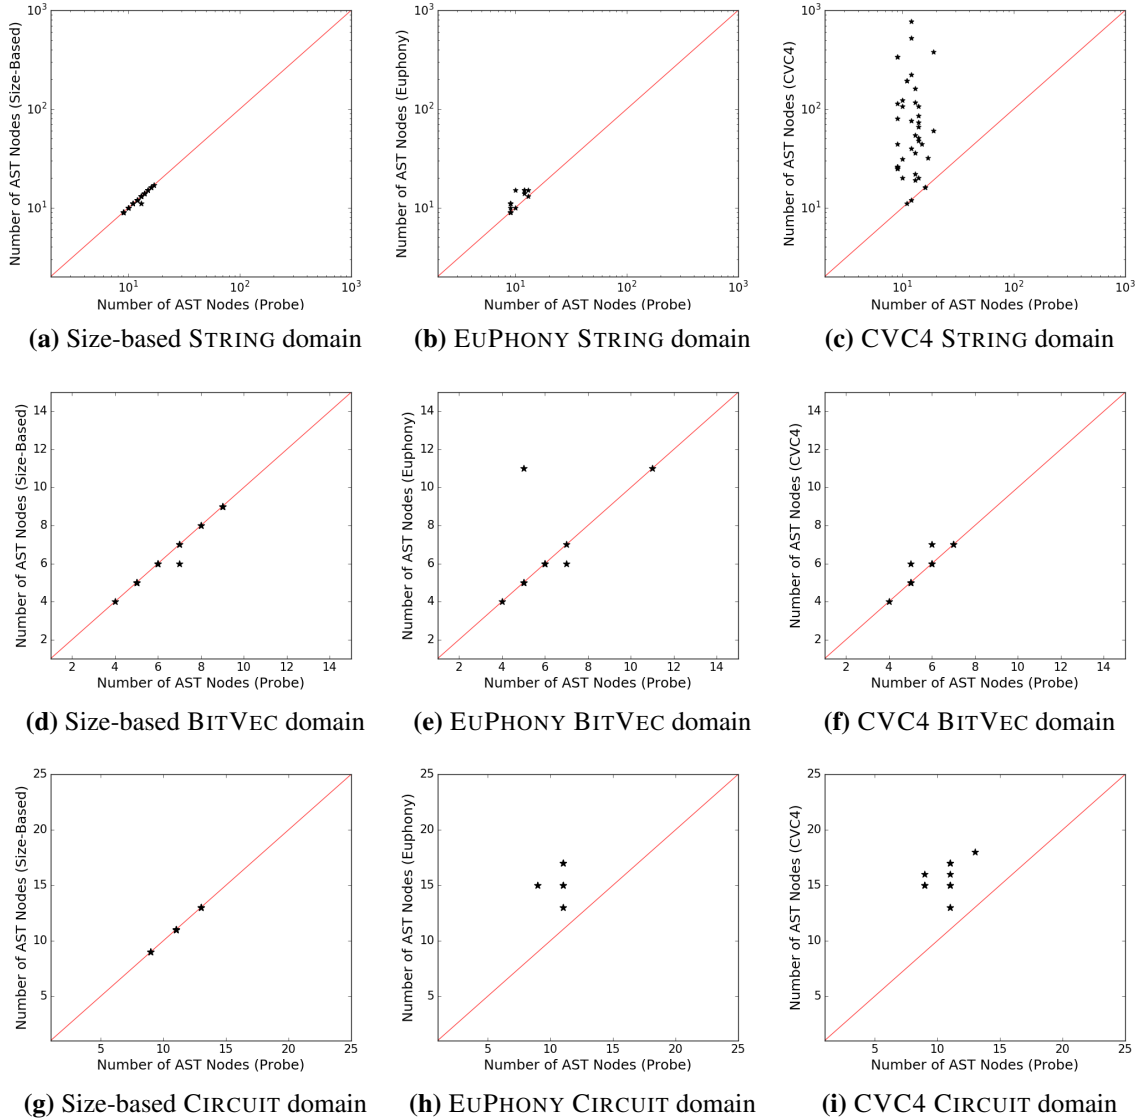 10^3
10^2
10^1
Number of AST Nodes (Size-Based)
10^1 10^2 10^3
Number of AST Nodes (Probe)
(a) Size-based STRING domain
10^3
10^2
10^1
Number of AST Nodes (Euphony)
10^1 10^2 10^3
Number of AST Nodes (Probe)
(b) EUPHONY STRING domain
10^3
10^2
10^1
Number of AST Nodes (CVC4)
10^1 10^2 10^3
Number of AST Nodes (Probe)
(c) CVC4 STRING domain
14
12
10
8
6
4
2
Number of AST Nodes (Size-Based)
2 4 6 8 10 12 14
Number of AST Nodes (Probe)
(d) Size-based BITVEC domain
14
12
10
8
6
4
2
Number of AST Nodes (Euphony)
2 4 6 8 10 12 14
Number of AST Nodes (Probe)
(e) EUPHONY BITVEC domain
14
12
10
8
6
4
2
Number of AST Nodes (CVC4)
2 4 6 8 10 12 14
Number of AST Nodes (Probe)
(f) CVC4 BITVEC domain
25
20
15
10
5
Number of AST Nodes (Size-Based)
5 10 15 20 25
Number of AST Nodes (Probe)
(g) Size-based CIRCUIT domain
25
20
15
10
5
Number of AST Nodes (Euphony)
5 10 15 20 25
Number of AST Nodes (Probe)
(h) EUPHONY CIRCUIT domain
25
20
15
10
5
Number of AST Nodes (CVC4)
5 10 15 20 25
Number of AST Nodes (Probe)
(i) CVC4 CIRCUIT domain